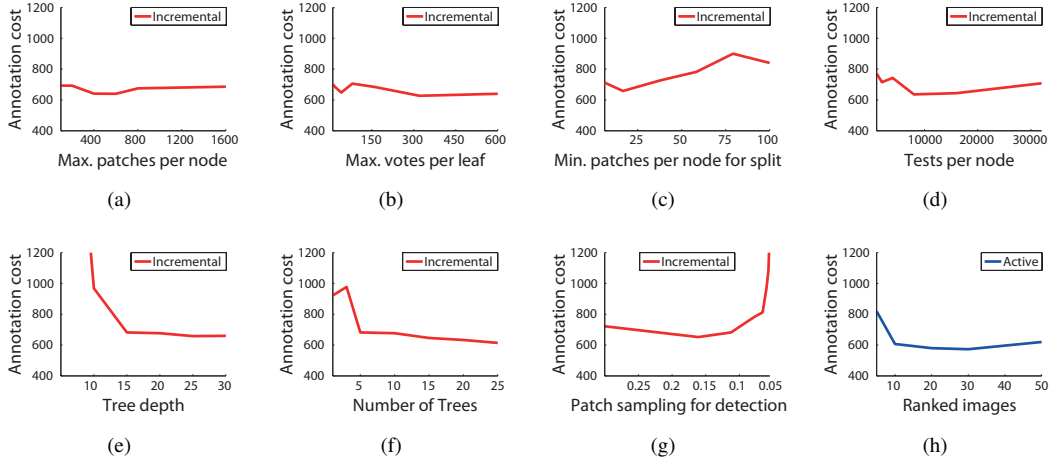 1200
1000
800
600
400
Annotation cost
Incremental
400 800 1200 1600
Max. patches per node
(a)
1200
1000
800
600
400
Annotation cost
Incremental
150 300 450 600
Max. votes per leaf
(b)
1200
1000
800
600
400
Annotation cost
Incremental
20 40 60 80 100
Min. patches per node for split
(c)
1200
1000
800
600
400
Annotation cost
Incremental
10000 20000 30000
Tests per node
(d)
1200
1000
800
600
400
Annotation cost
Incremental
10 15 20 25 30
Tree depth
(e)
1200
1000
800
600
400
Annotation cost
Incremental
5 10 15 20 25
Number of Trees
(f)
1200
1000
800
600
400
Annotation cost
Incremental
0.25 0.2 0.15 0.1 0.05
Patch sampling for detection
(g)
1200
1000
800
600
400
Annotation cost
Active
10 20 30 40 50
Ranked images
(h)